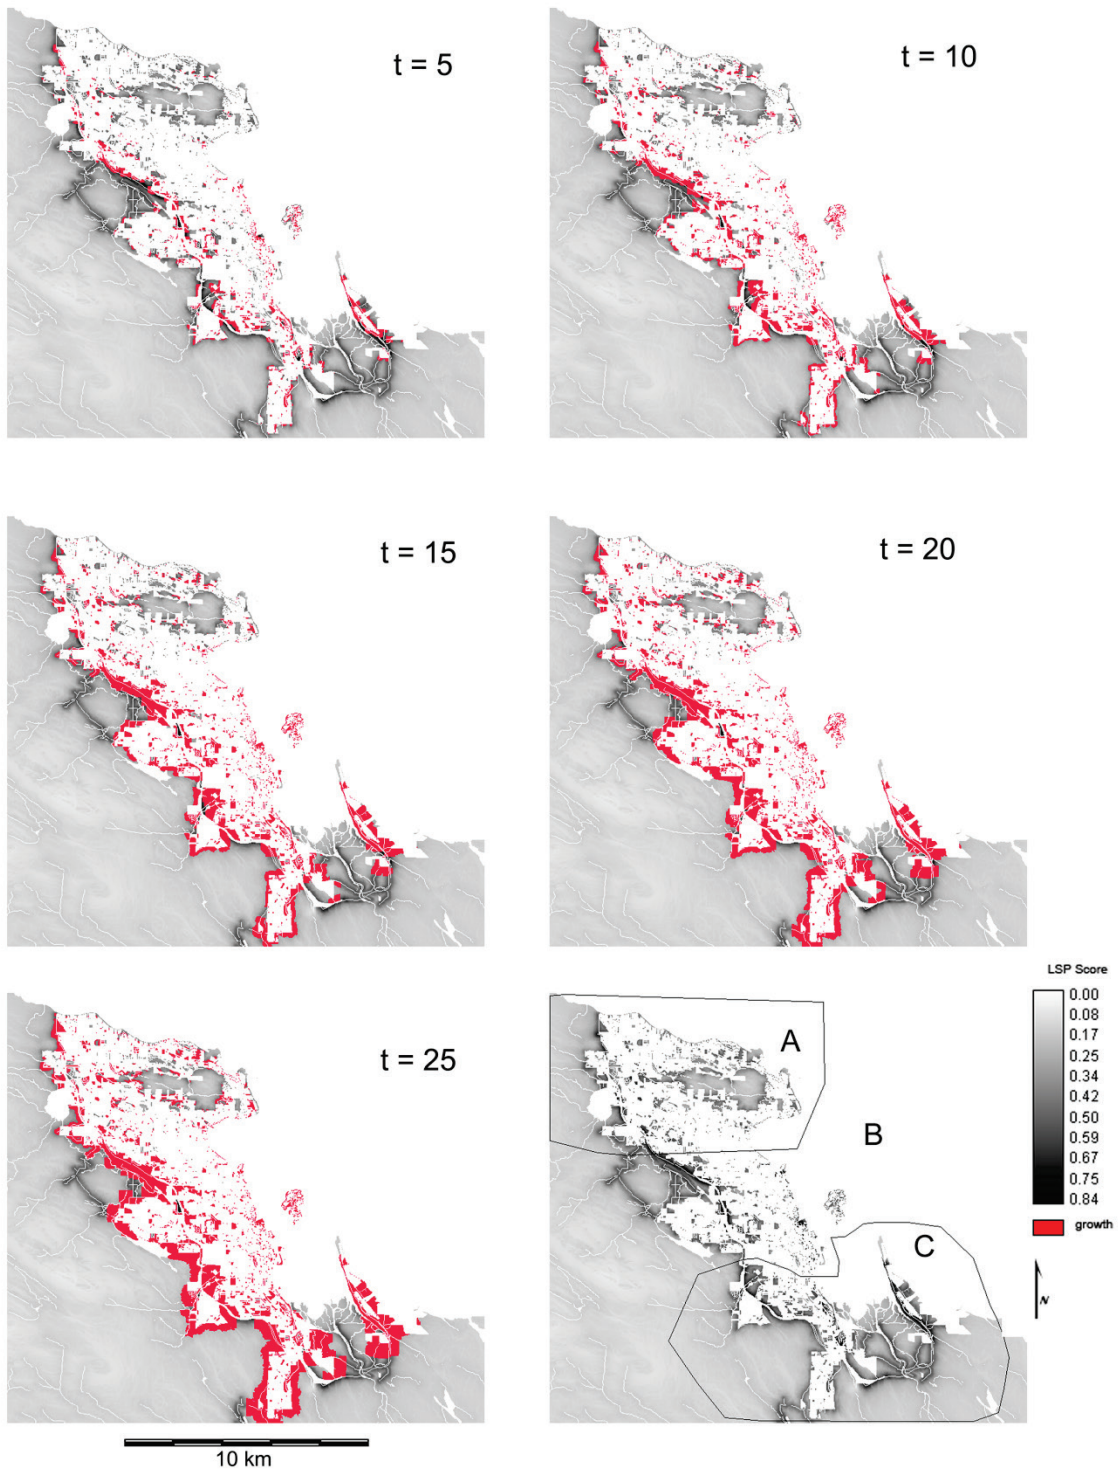 t = 5
t = 10
t = 15
t = 20
t = 25
A
B
C
LSP Score
0.00
0.08
0.17
0.25
0.34
0.42
0.50
0.59
0.67
0.75
0.84
growth
N
10 km